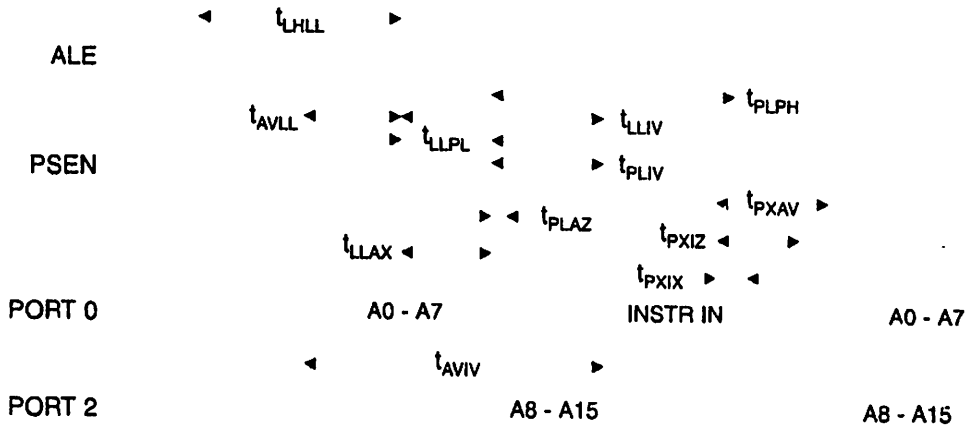 tLHLL
ALE
tPLPH
tAVLL
tLLIV
tLLPL
PSEN
tPLIV
tPXAV
tPLAZ
tPXIZ
tLLAX
tPXIX
PORT 0 A0 - A7 INSTR IN A0 - A7
tAVIV
PORT 2 A8 - A15 A8 - A15